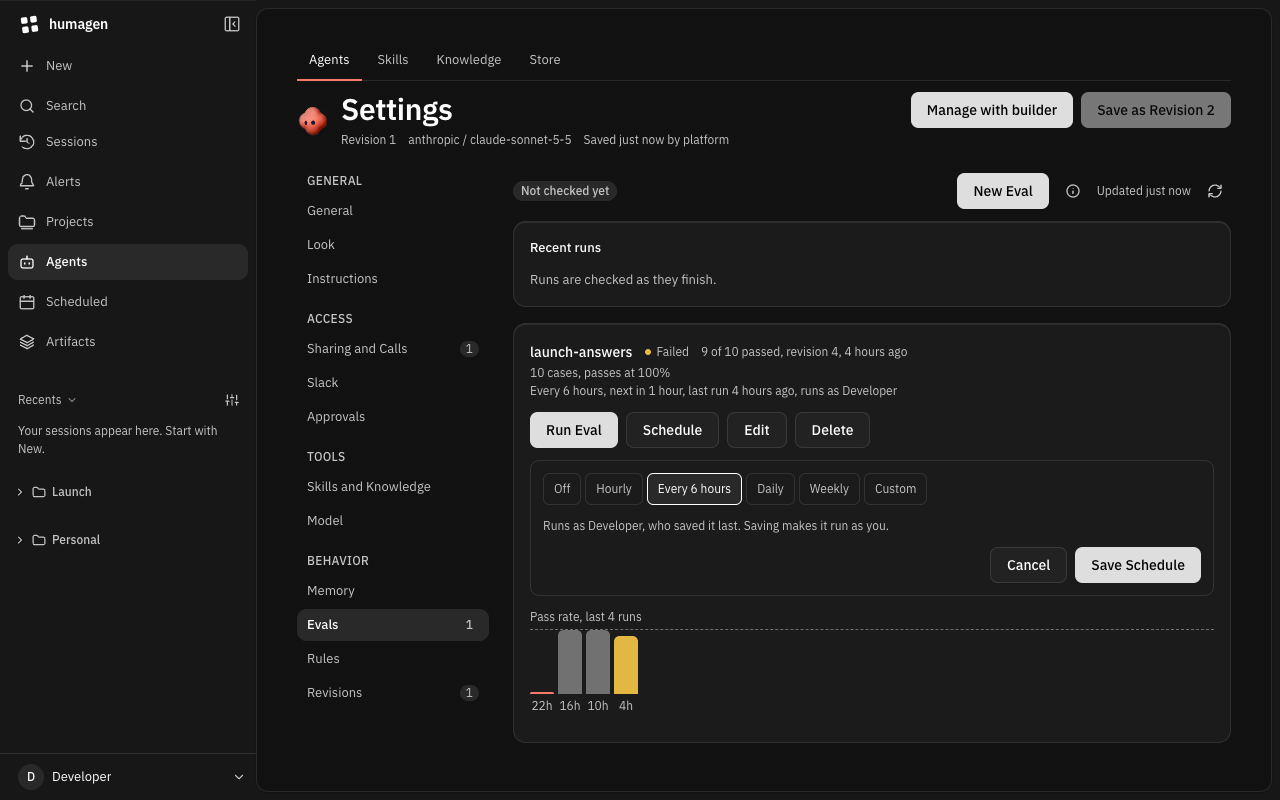 humagen
New
Search
Sessions
Alerts
Projects
Agents
Scheduled
Artifacts
Recents
Your sessions appear here. Start with
New.
Launch
Personal
D Developer
Agents Skills Knowledge Store
Settings
Revision 1 anthropic / claude-sonnet-5-5 Saved just now by platform
Manage with builder Save as Revision 2
GENERAL
General
Look
Instructions
ACCESS
Sharing and Calls 1
Slack
Approvals
TOOLS
Skills and Knowledge
Model
BEHAVIOR
Memory
Evals 1
Rules
Revisions 1
Not checked yet New Eval Updated just now
Recent runs
Runs are checked as they finish.
launch-answers Failed 9 of 10 passed, revision 4, 4 hours ago
10 cases, passes at 100%
Every 6 hours, next in 1 hour, last run 4 hours ago, runs as Developer
Run Eval Schedule Edit Delete
Off Hourly Every 6 hours Daily Weekly Custom
Runs as Developer, who saved it last. Saving makes it run as you.
Cancel Save Schedule
Pass rate, last 4 runs
22h 16h 10h 4h